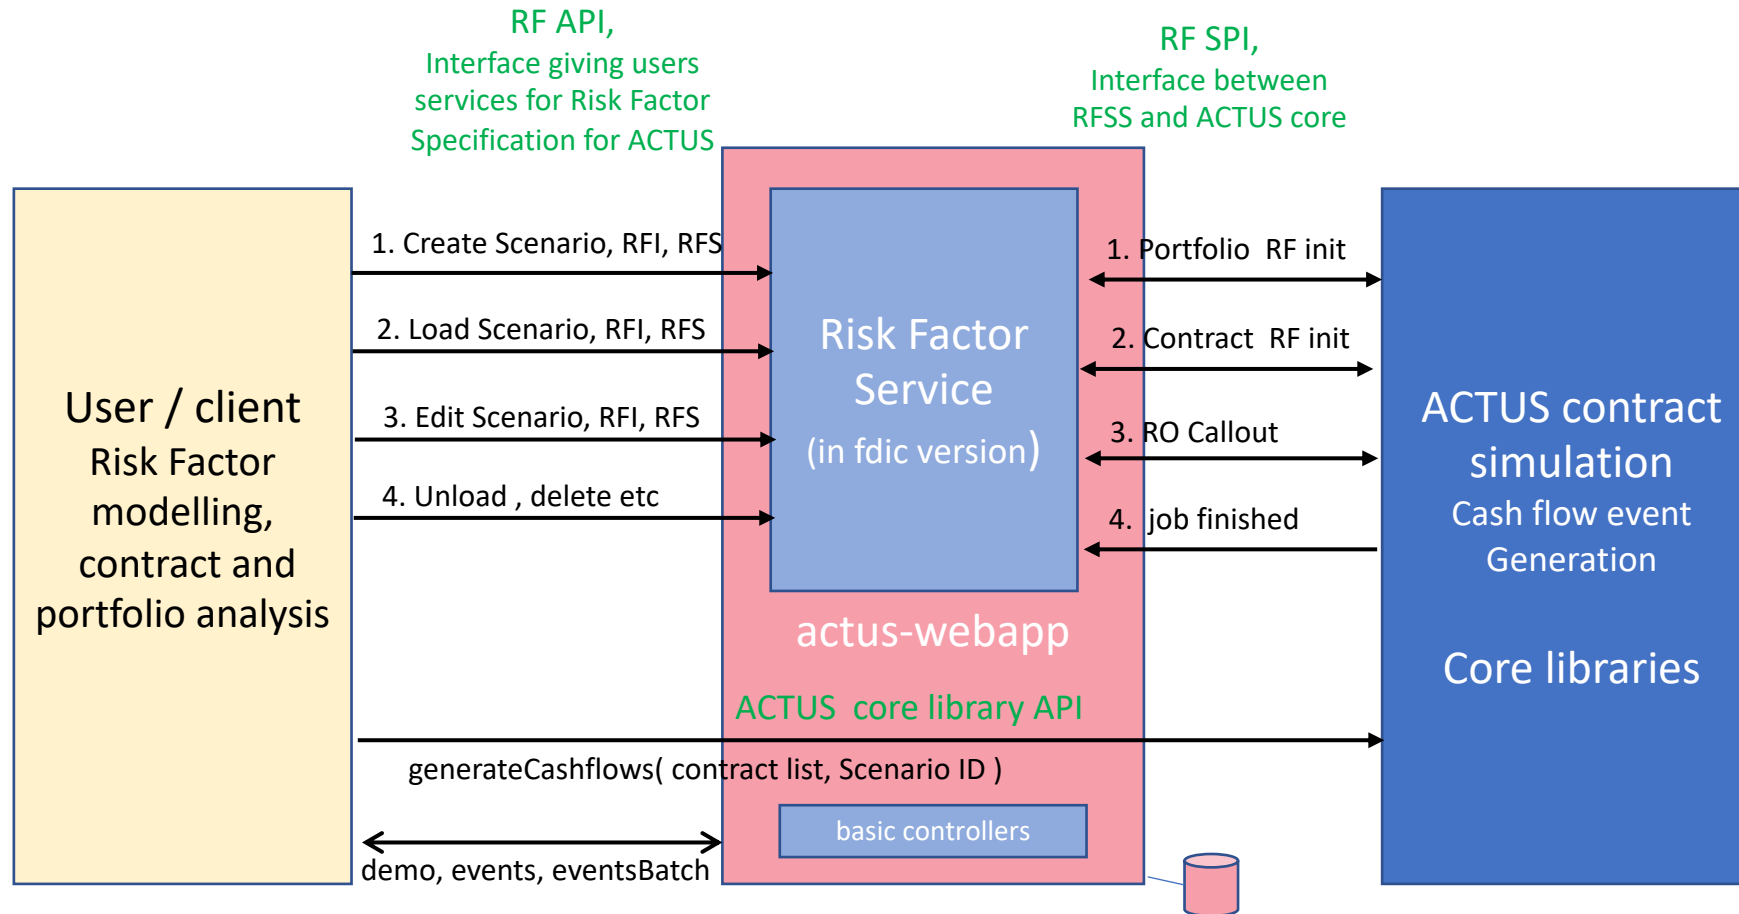 RF API,
Interface giving users
services for Risk Factor
Specification for ACTUS
RF SPI,
Interface between
RFSS and ACTUS core
User / client
Risk Factor
modelling,
contract and
portfolio analysis
1. Create Scenario, RFI, RFS
2. Load Scenario, RFI, RFS
3. Edit Scenario, RFI, RFS
4. Unload , delete etc
Risk Factor
Service
(in fdic version)
actus-webapp
1. Portfolio RF init
2. Contract RF init
3. RO Callout
4. job finished
ACTUS contract
simulation
Cash flow event
Generation
Core libraries
ACTUS core library API
generateCashflows( contract list, Scenario ID )
basic controllers
demo, events, eventsBatch